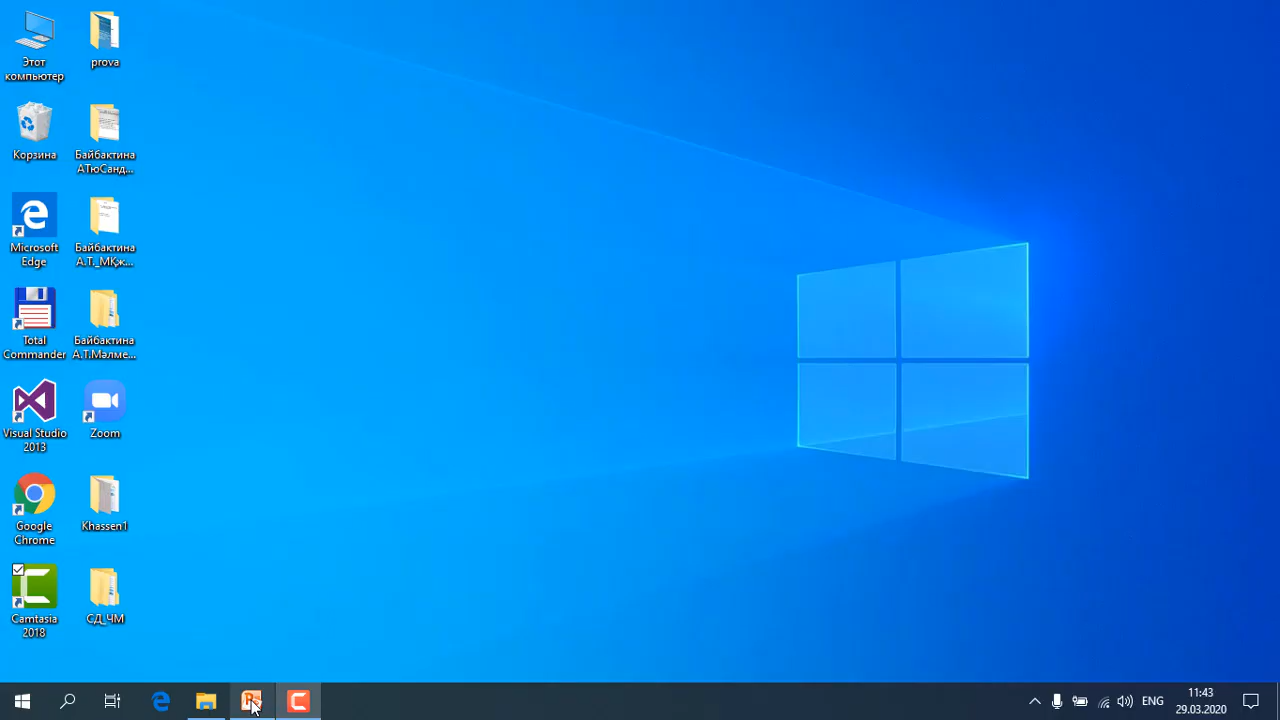 Этот
компьютер
prova
Корзина
Байбактина
АТюСанд...
Microsoft
Edge
Байбактина
А.Т._МҚж...
Total
Commander
Байбактина
А.Т.Мәлме...
Visual Studio
2013
Zoom
Google
Chrome
Khassen1
Camtasia
2018
СД_ЧМ
ENG
11:43
29.03.2020